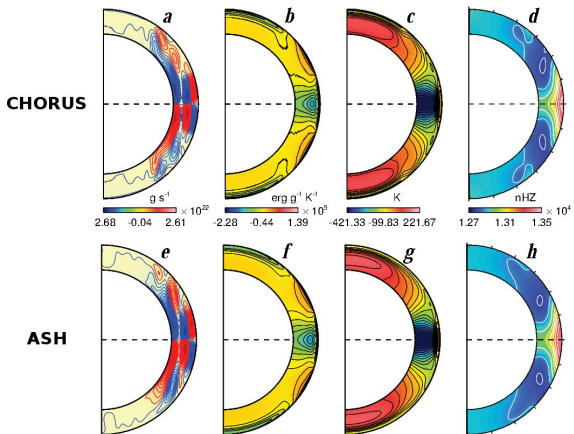 a b c d
CHORUS
g s⁻¹ erg g⁻¹ K⁻¹ K nHZ
× 10²² × 10⁵ × 10⁴
2.68 -0.04 2.61 -2.28 -0.44 1.39 -421.33 -99.83 221.67 1.27 1.31 1.35
e f g h
ASH